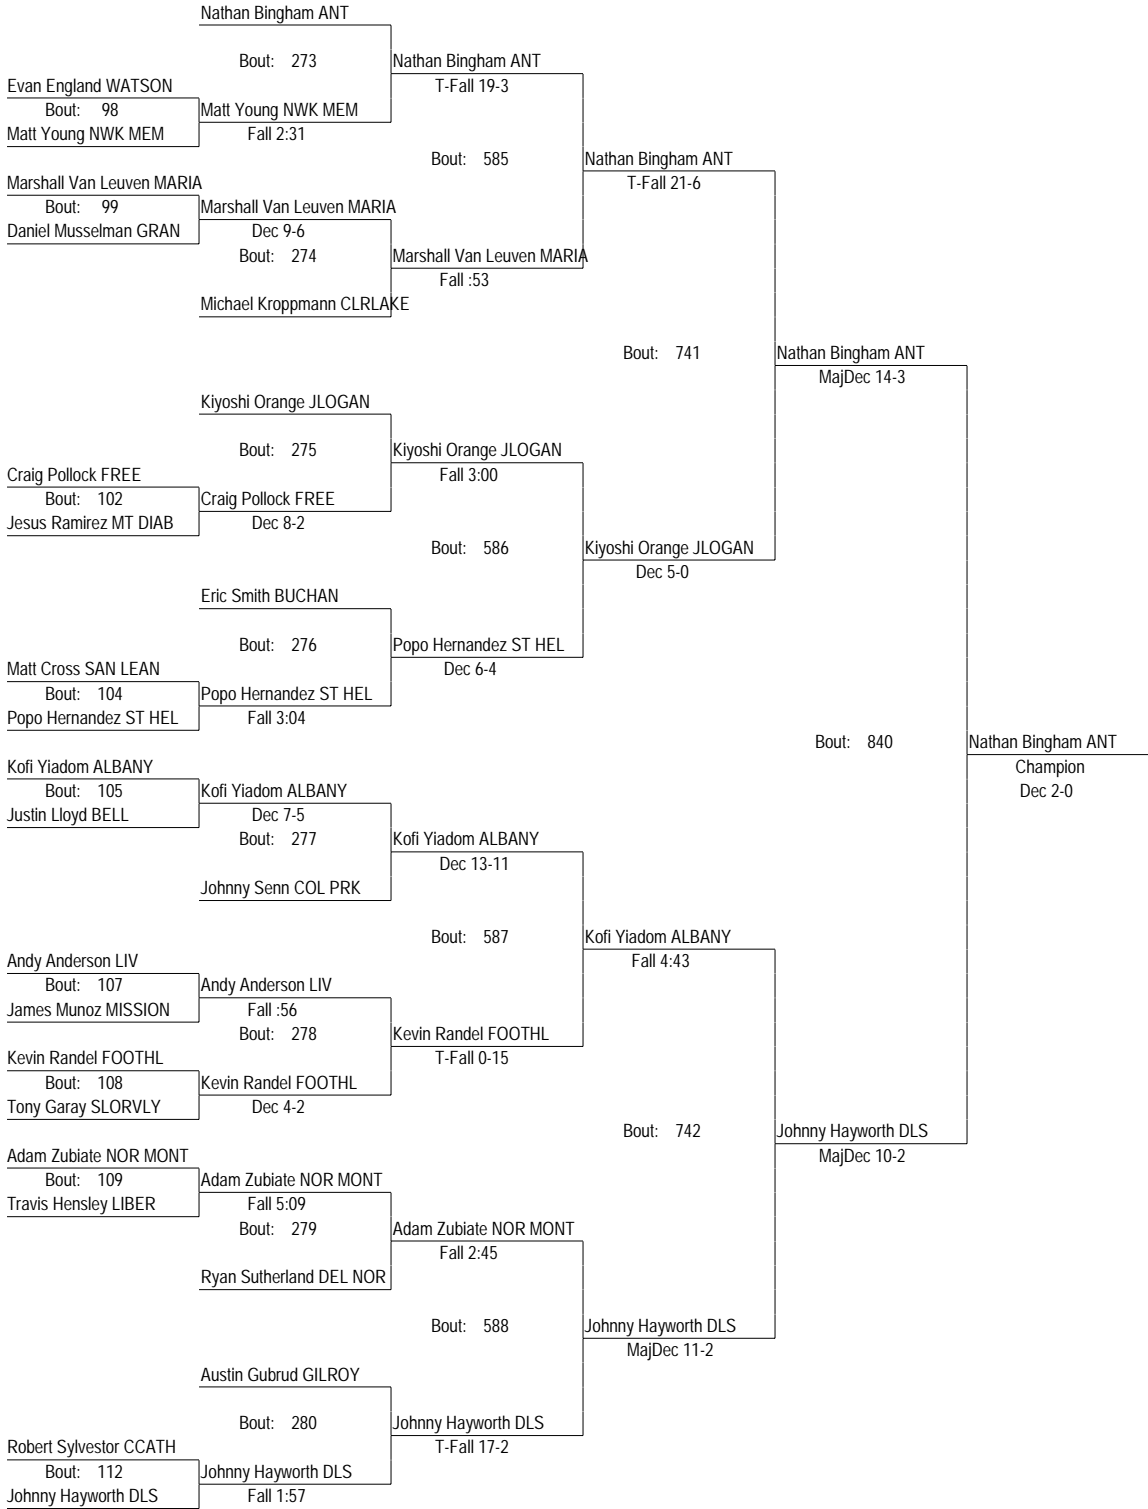 Nathan Bingham ANT
Bout: 273
Nathan Bingham ANT
Evan England WATSON
T-Fall 19-3
Bout: 98
Matt Young NWK MEM
Matt Young NWK MEM
Fall 2:31
Bout: 585
Nathan Bingham ANT
Marshall Van Leuven MARIA
T-Fall 21-6
Bout: 99
Marshall Van Leuven MARIA
Daniel Musselman GRAN
Dec 9-6
Bout: 274
Marshall Van Leuven MARIA
Fall :53
Michael Kroppmann CLRLAKE
Bout: 741
Nathan Bingham ANT
MajDec 14-3
Kiyoshi Orange JLOGAN
Bout: 275
Kiyoshi Orange JLOGAN
Craig Pollock FREE
Fall 3:00
Bout: 102
Craig Pollock FREE
Jesus Ramirez MT DIAB
Dec 8-2
Bout: 586
Kiyoshi Orange JLOGAN
Dec 5-0
Eric Smith BUCHAN
Bout: 276
Popo Hernandez ST HEL
Matt Cross SAN LEAN
Dec 6-4
Bout: 104
Popo Hernandez ST HEL
Popo Hernandez ST HEL
Fall 3:04
Bout: 840
Nathan Bingham ANT
Kofi Yiadom ALBANY
Champion
Bout: 105
Kofi Yiadom ALBANY
Dec 2-0
Justin Lloyd BELL
Dec 7-5
Bout: 277
Kofi Yiadom ALBANY
Dec 13-11
Johnny Senn COL PRK
Bout: 587
Kofi Yiadom ALBANY
Andy Anderson LIV
Fall 4:43
Bout: 107
Andy Anderson LIV
James Munoz MISSION
Fall :56
Bout: 278
Kevin Randel FOOTHL
Kevin Randel FOOTHL
T-Fall 0-15
Bout: 108
Kevin Randel FOOTHL
Tony Garay SLORVLY
Dec 4-2
Bout: 742
Johnny Hayworth DLS
Adam Zubiate NOR MONT
MajDec 10-2
Bout: 109
Adam Zubiate NOR MONT
Travis Hensley LIBER
Fall 5:09
Bout: 279
Adam Zubiate NOR MONT
Fall 2:45
Ryan Sutherland DEL NOR
Bout: 588
Johnny Hayworth DLS
MajDec 11-2
Austin Gubrud GILROY
Bout: 280
Johnny Hayworth DLS
Robert Sylvestor CCATH
T-Fall 17-2
Bout: 112
Johnny Hayworth DLS
Johnny Hayworth DLS
Fall 1:57